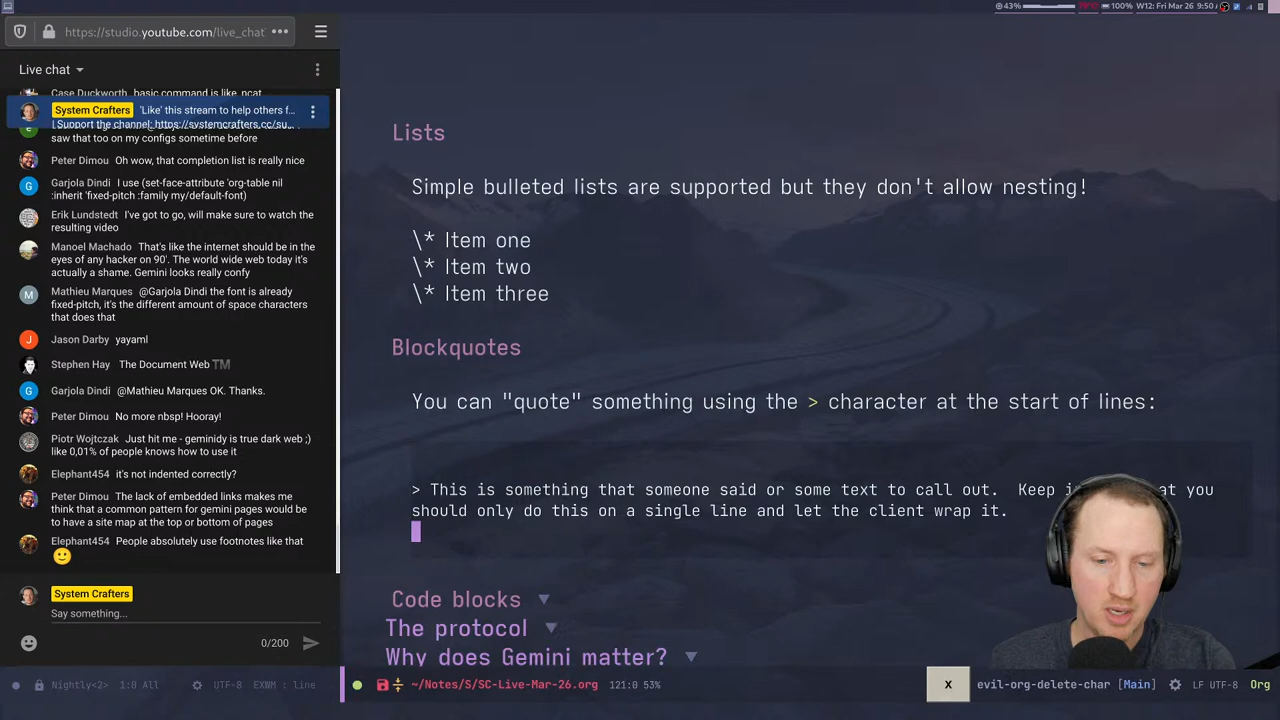 43%
100%
W12: Fri Mar 26 9:50
https://studio.youtube.com/live_chat
Live chat
Case Duckworth basic command is like ncat
System Crafters 'Like' this stream to help others f...
| Support the channel: https://systemcrafters.cc/su...
saw that too on my configs sometime before
Peter Dimou Oh wow, that completion list is really nice
Garjola Dindi I use (set-face-attribute 'org-table nil
:inherit 'fixed-pitch :family my/default-font)
Erik Lundstedt I've got to go, will make sure to watch the
resulting video
Manoel Machado That's like the internet should be in the
eyes of any hacker on 90'. The world wide web today it's
actually a shame. Gemini looks really confy
Mathieu Marques @Garjola Dindi the font is already
fixed-pitch, it's the different amount of space characters
that does that
Jason Darby yayaml
Stephen Hay The Document Web™
Garjola Dindi @Mathieu Marques OK. Thanks.
Peter Dimou No more nbsp! Hooray!
Piotr Wojtczak Just hit me - geminidy is true dark web ;)
like 0,01% of people knows how to use it
Elephant454 it's not indented correctly?
Peter Dimou The lack of embedded links makes me
think that a common pattern for gemini pages would be
to have a site map at the top or bottom of pages
Elephant454 People absolutely use footnotes like that
System Crafters
Say something...
0/200
Nightly<2> 1:0 All UTF-8 EXWM : line
Lists
Simple bulleted lists are supported but they don't allow nesting!
\* Item one
\* Item two
\* Item three
Blockquotes
You can "quote" something using the > character at the start of lines:
> This is something that someone said or some text to call out. Keep you
should only do this on a single line and let the client wrap it.
Code blocks ▼
The protocol ▼
Why does Gemini matter? ▼
~/Notes/S/SC-Live-Mar-26.org 121:0 53%
x evil-org-delete-char [Main] LF UTF-8 Org